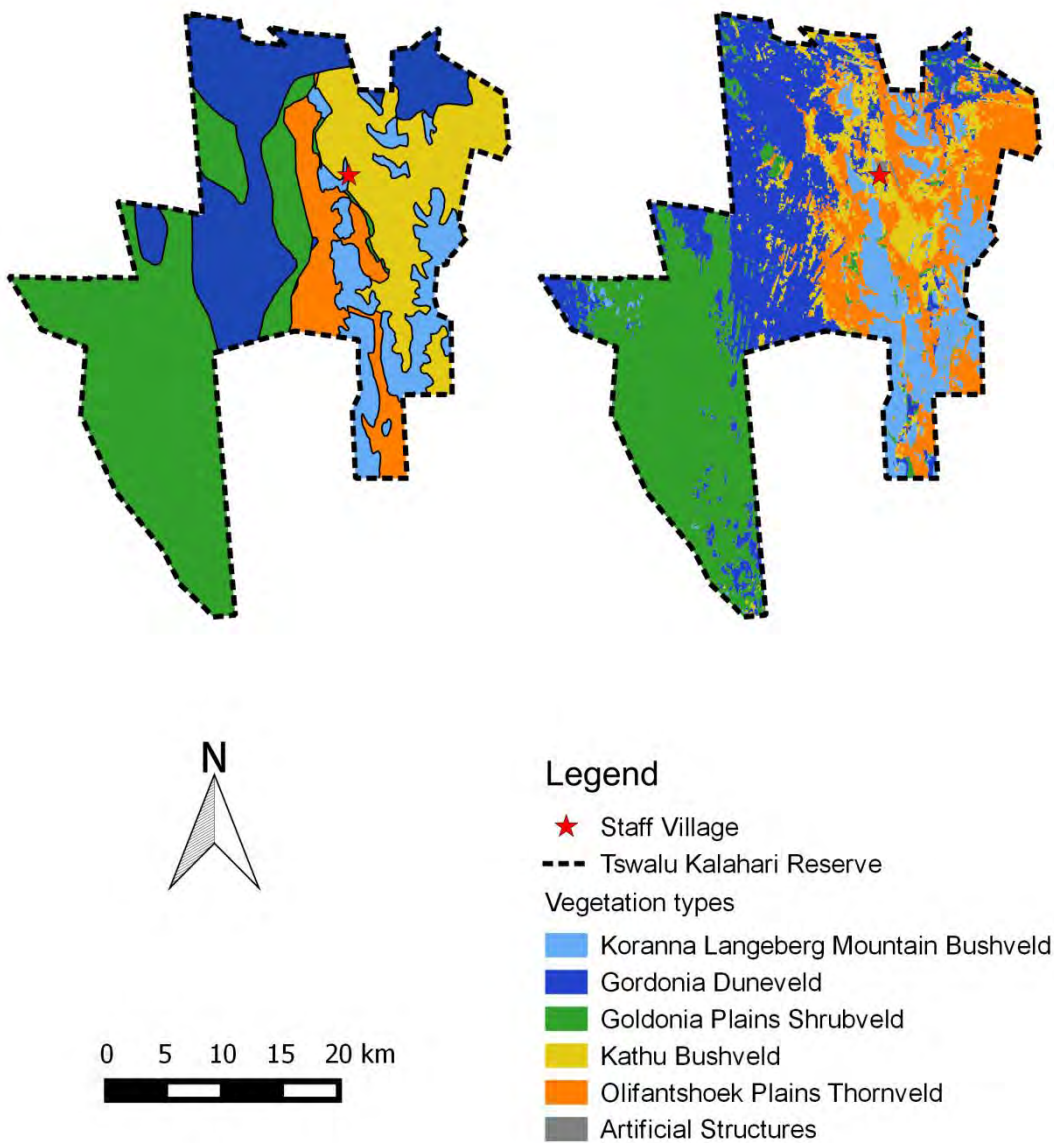 N
0 5 10 15 20 km
Legend
Staff Village
Tswalu Kalahari Reserve
Vegetation types
Koranna Langeberg Mountain Bushveld
Gordonia Duneveld
Goldonia Plains Shrubveld
Kathu Bushveld
Olifantshoek Plains Thornveld
Artificial Structures